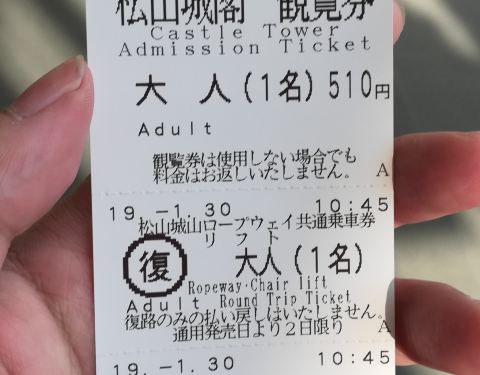 松山城閣 観覧券
Castle Tower
Admission Ticket
大人(1名)510円
Adult
観覧券は使用しない場合でも
料金はお返しいたしません。 A
19.-1.30 10:45
松山城山ロープウェイ共通乗車券
リフト
復 大人(1名)
Ropeway・Chair lift
Adult Round Trip Ticket
復路のみの払い戻しはいたしません。
通用発売日より2日限り A
19.-1.30 10:45